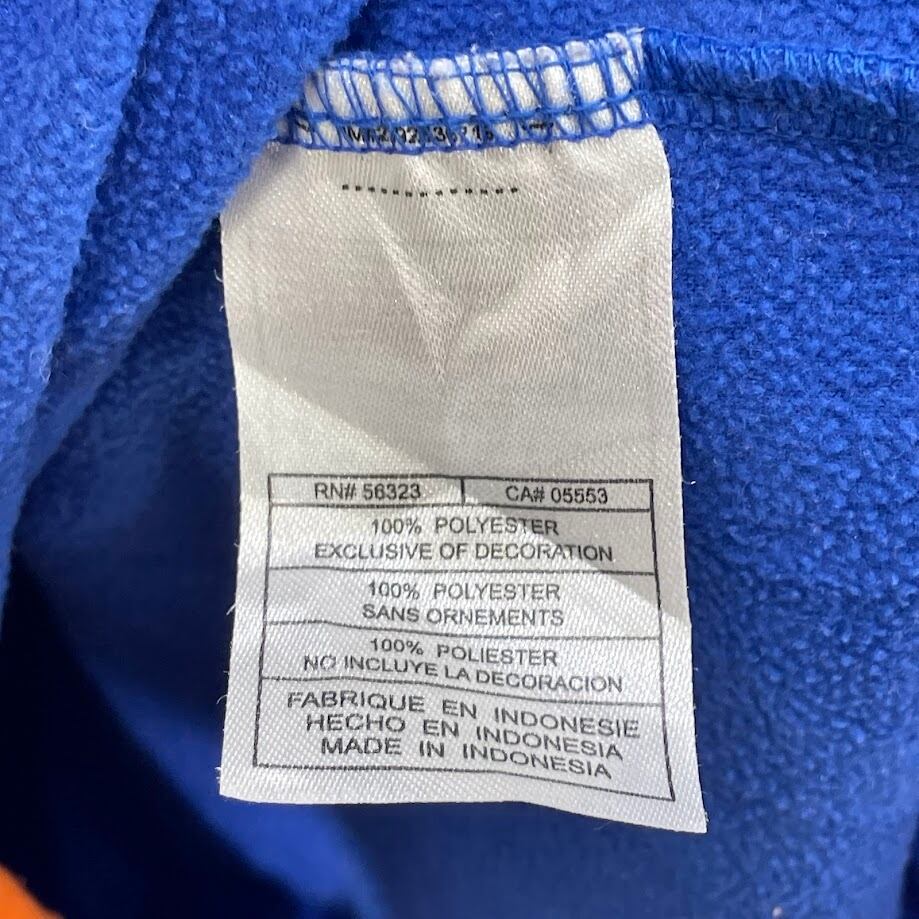 RN# 56323 CA# 05553
100% POLYESTER
EXCLUSIVE OF DECORATION
100% POLYESTER
SANS ORNEMENTS
100% POLIESTER
NO INCLUYE LA DECORACION
FABRIQUE EN INDONESIE
HECHO EN INDONESIA
MADE IN INDONESIA